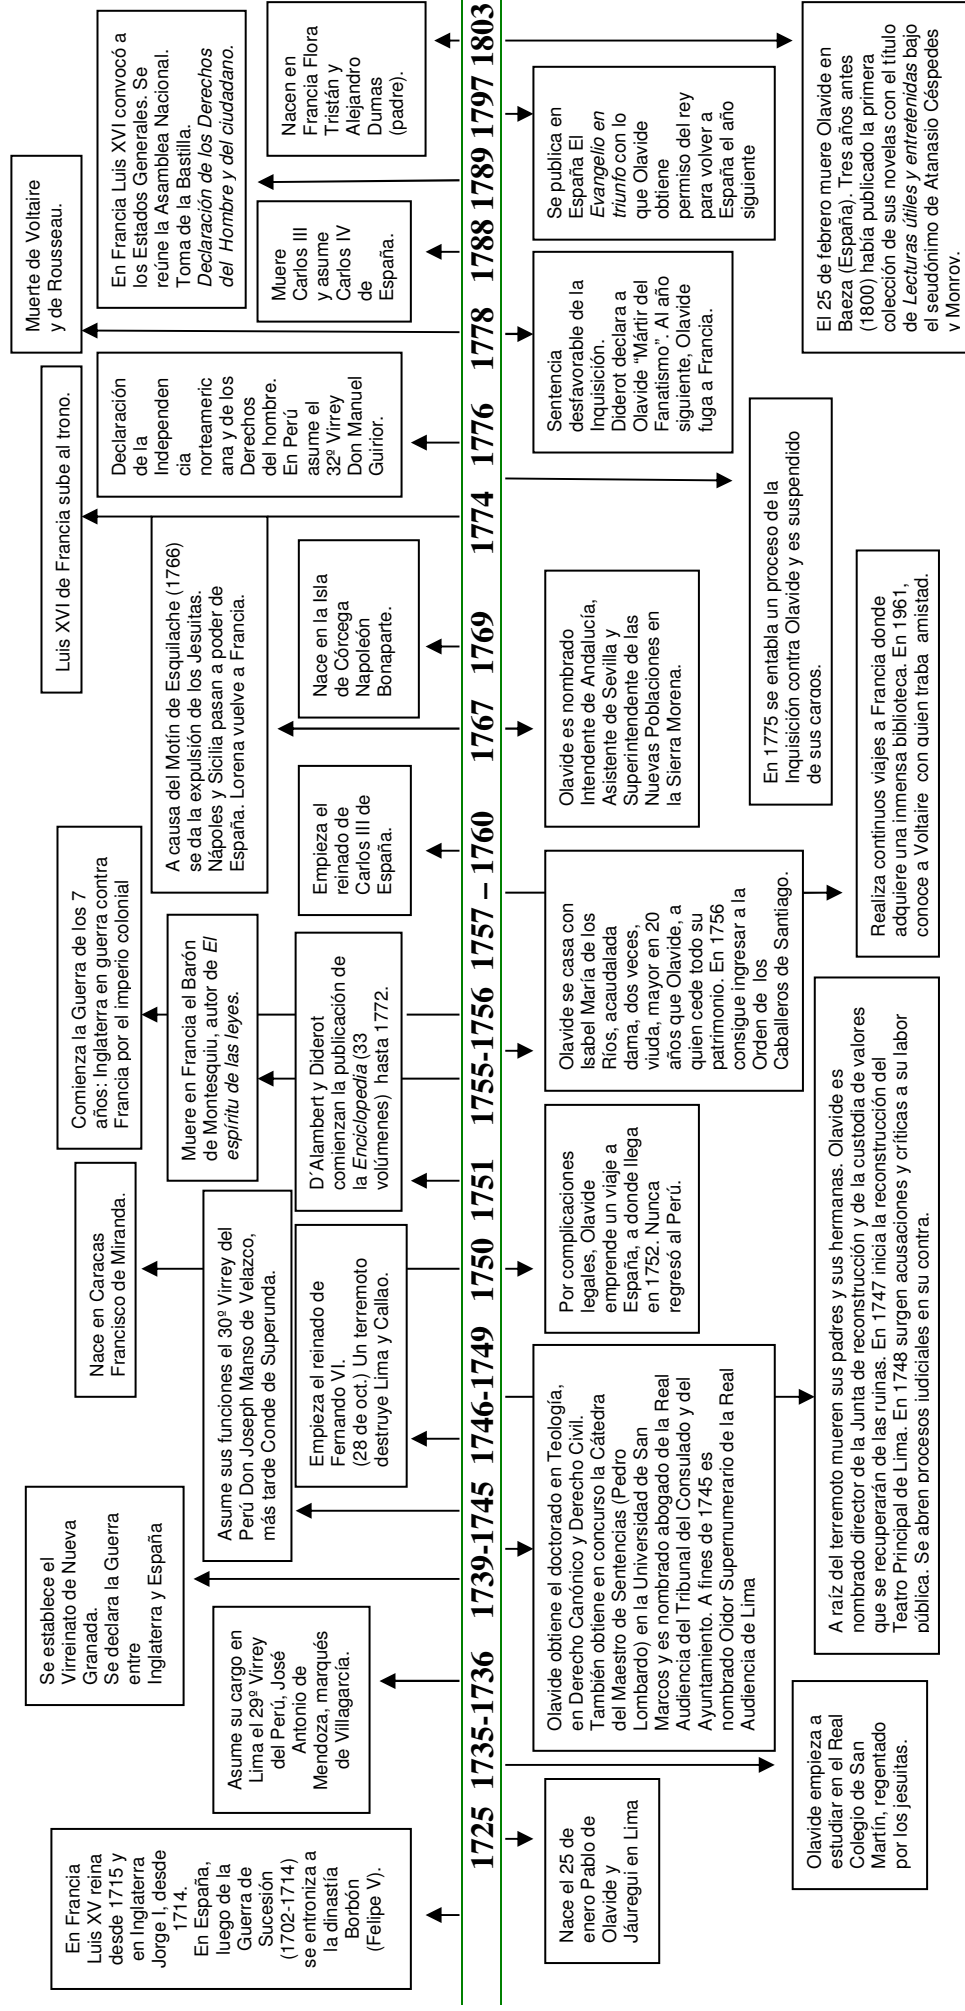 En Francia
Luis XV reina
desde 1715 y
en Inglaterra
Jorge I, desde
1714.
En España,
luego de la
Guerra de
Sucesión
(1702-1714)
se entroniza a
la dinastía
Borbón
(Felipe V).
Asume su cargo en
Lima el 29º Virrey
del Perú, José
Antonio de
Mendoza, marqués
de Villagarcía.
Se establece el
Virreinato de Nueva
Granada.
Se declara la Guerra
entre
Inglaterra y España
Asume sus funciones el 30º Virrey del
Perú Don Joseph Manso de Velazco,
más tarde Conde de Superunda.
Empieza el reinado de
Fernando VI.
(28 de oct.) Un terremoto
destruye Lima y Callao.
Nace en Caracas
Francisco de Miranda.
D´Alambert y Diderot
comienzan la publicación de
la Enciclopedia (33
volúmenes) hasta 1772.
Muere en Francia el Barón
de Montesquiu, autor de El
espíritu de las leyes.
Comienza la Guerra de los 7
años: Inglaterra en guerra contra
Francia por el imperio colonial
Empieza el
reinado de
Carlos III de
España.
A causa del Motín de Esquilache (1766)
se da la expulsión de los Jesuitas.
Nápoles y Sicilia pasan a poder de
España. Lorena vuelve a Francia.
Nace en la Isla
de Córcega
Napoleón
Bonaparte.
Luis XVI de Francia sube al trono.
Declaración
de la
Independen
cia
norteameric
ana y de los
Derechos
del hombre.
En Perú
asume el
32º Virrey
Don Manuel
Guirior.
Muerte de Voltaire
y de Rousseau.
Muere
Carlos III
y asume
Carlos IV
de
España.
En Francia Luis XVI convocó a
los Estados Generales. Se
reúne la Asamblea Nacional.
Toma de la Bastilla.
Declaración de los Derechos
del Hombre y del ciudadano.
Nacen en
Francia Flora
Tristán y
Alejandro
Dumas
(padre).
1725 1735-1736 1739-1745 1746-1749 1750 1751 1755-1756 1757 – 1760 1767 1769 1774 1776 1778 1788 1789 1797 1803
Nace el 25 de
enero Pablo de
Olavide y
Jáuregui en Lima
Olavide empieza a
estudiar en el Real
Colegio de San
Martín, regentado
por los jesuitas.
Olavide obtiene el doctorado en Teología,
en Derecho Canónico y Derecho Civil.
Tambén obtiene en concurso la Cátedra
del Maestro de Sentencias (Pedro
Lombardo) en la Universidad de San
Marcos y es nombrado abogado de la Real
Audiencia del Tribunal del Consulado y del
Ayuntamiento. A fines de 1745 es
nombrado Oidor Supernumerario de la Real
Audiencia de Lima
A raíz del terremoto mueren sus padres y sus hermanas. Olavide es
nombrado director de la Junta de reconstrucción y de la custodia de valores
que se recuperarán de las ruinas. En 1747 inicia la reconstrucción del
Teatro Principal de Lima. En 1748 surgen acusaciones y críticas a su labor
pública. Se abren procesos judiciales en su contra.
Por complicaciones
legales, Olavide
emprende un viaje a
España, a donde llega
en 1752. Nunca
regresó al Perú.
Olavide se casa con
Isabel María de los
Ríos, acaudalada
dama, dos veces,
viuda, mayor en 20
años que Olavide, a
quien cede todo su
patrimonio. En 1756
consigue ingresar a la
Orden de los
Caballeros de Santiago.
Realiza continuos viajes a Francia donde
adquiere una inmensa biblioteca. En 1961,
conoce a Voltaire con quien traba amistad.
Olavide es nombrado
Intendente de Andalucía,
Asistente de Sevilla y
Superintendente de las
Nuevas Poblaciones en
la Sierra Morena.
En 1775 se entabla un proceso de la
Inquisición contra Olavide y es suspendido
de sus cargos.
Sentencia
desfavorable de la
Inquisición.
Diderot declara a
Olavide “Mártir del
Fanatismo”. Al año
siguiente, Olavide
fuga a Francia.
Se publica en
España El
Evangelio en
triunfo con lo
que Olavide
obtiene
permiso del rey
para volver a
España el año
siguiente
El 25 de febrero muere Olavide en
Baeza (España). Tres años antes
(1800) había publicado la primera
colección de sus novelas con el título
de Lecturas útiles y entretenidas bajo
el seudónimo de Atanasio Céspedes
y Monroy.